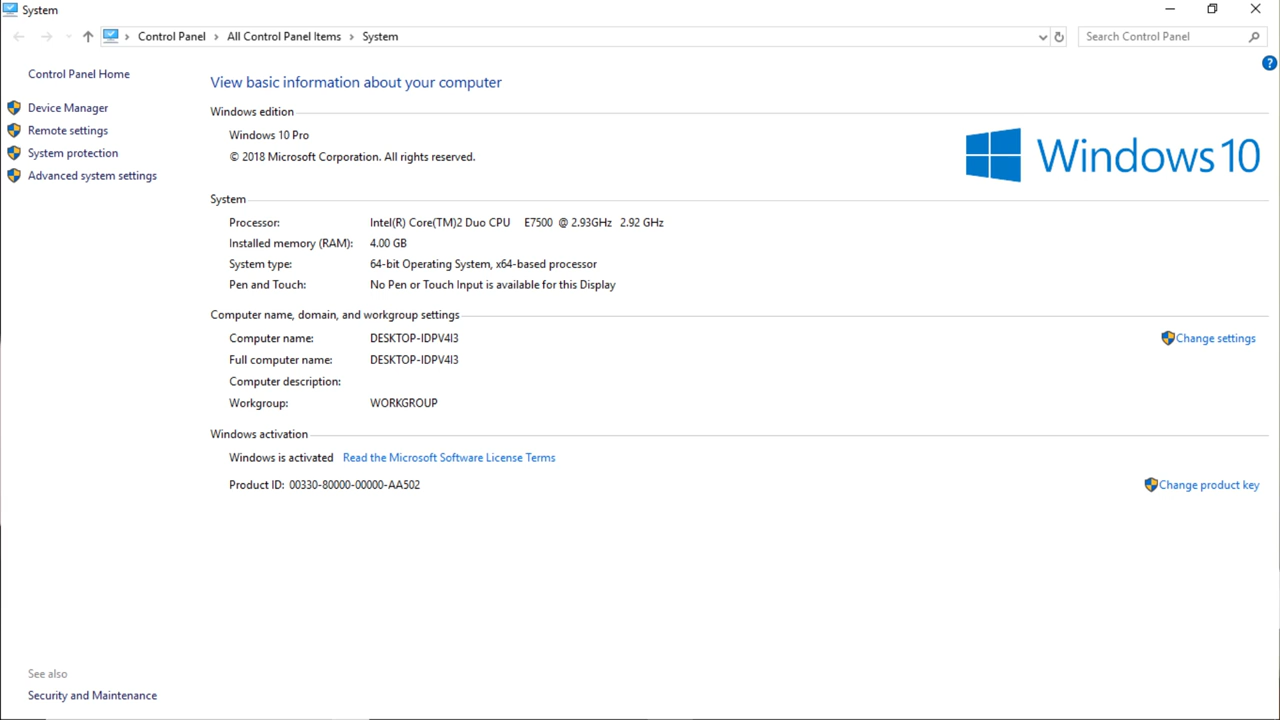 System
Control Panel › All Control Panel Items › System
Search Control Panel
Control Panel Home
Device Manager
Remote settings
System protection
Advanced system settings
View basic information about your computer
Windows edition
Windows 10 Pro
© 2018 Microsoft Corporation. All rights reserved.
Windows 10
System
Processor: Intel(R) Core(TM)2 Duo CPU E7500 @ 2.93GHz 2.92 GHz
Installed memory (RAM): 4.00 GB
System type: 64-bit Operating System, x64-based processor
Pen and Touch: No Pen or Touch Input is available for this Display
Computer name, domain, and workgroup settings
Computer name: DESKTOP-IDPV4I3
Change settings
Full computer name: DESKTOP-IDPV4I3
Computer description:
Workgroup: WORKGROUP
Windows activation
Windows is activated Read the Microsoft Software License Terms
Product ID: 00330-80000-00000-AA502
Change product key
See also
Security and Maintenance